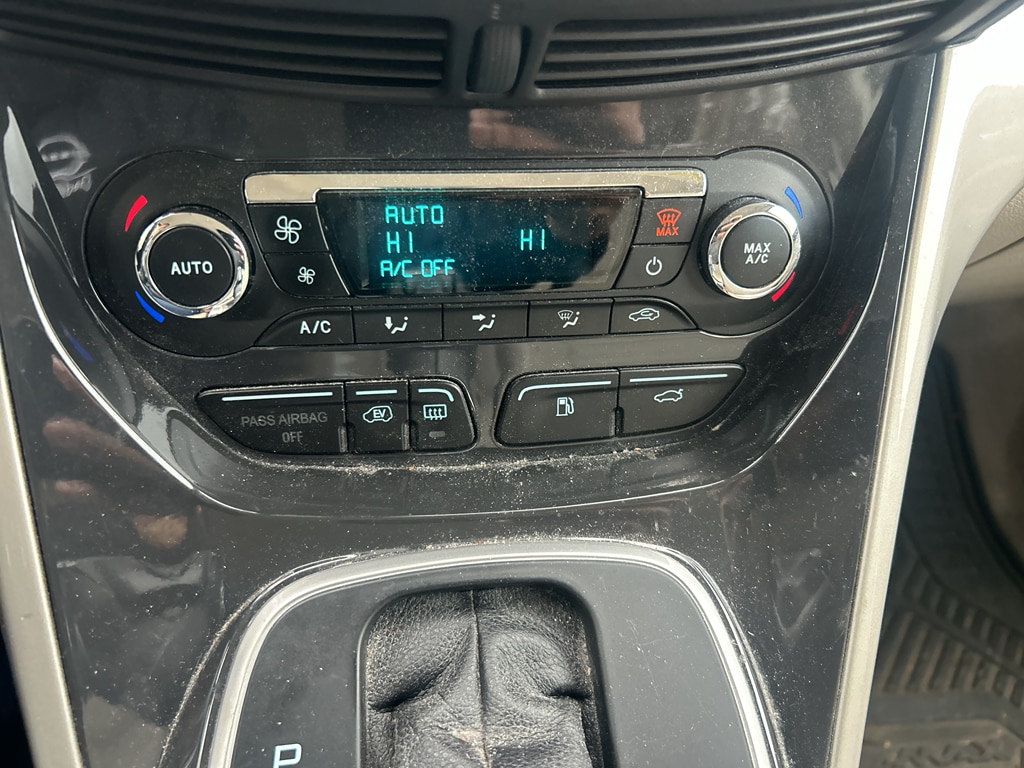 AUTO
HI HI
A/C OFF
MAX
AUTO
MAX
A/C
A/C
PASS AIRBAG
OFF
EV
P